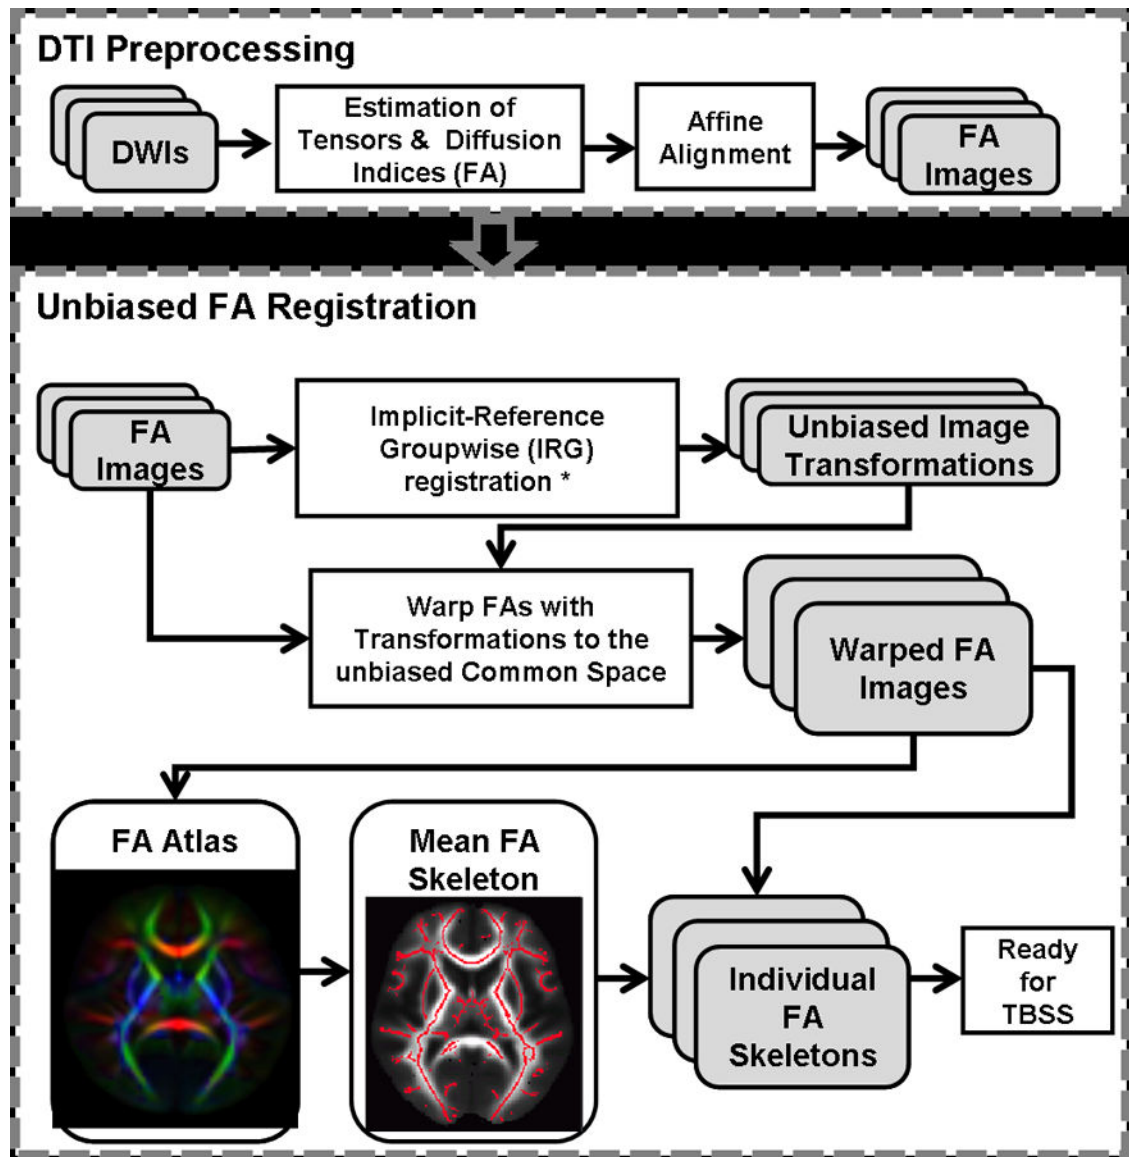 DTI Preprocessing
DWIs
Estimation of
Tensors & Diffusion
Indices (FA)
Affine
Alignment
FA
Images
Unbiased FA Registration
FA
Images
Implicit-Reference
Groupwise (IRG)
registration *
Unbiased Image
Transformations
Warp FAs with
Transformations to the
unbiased Common Space
Warped FA
Images
FA Atlas
Mean FA
Skeleton
Individual
FA
Skeletons
Ready
for
TBSS